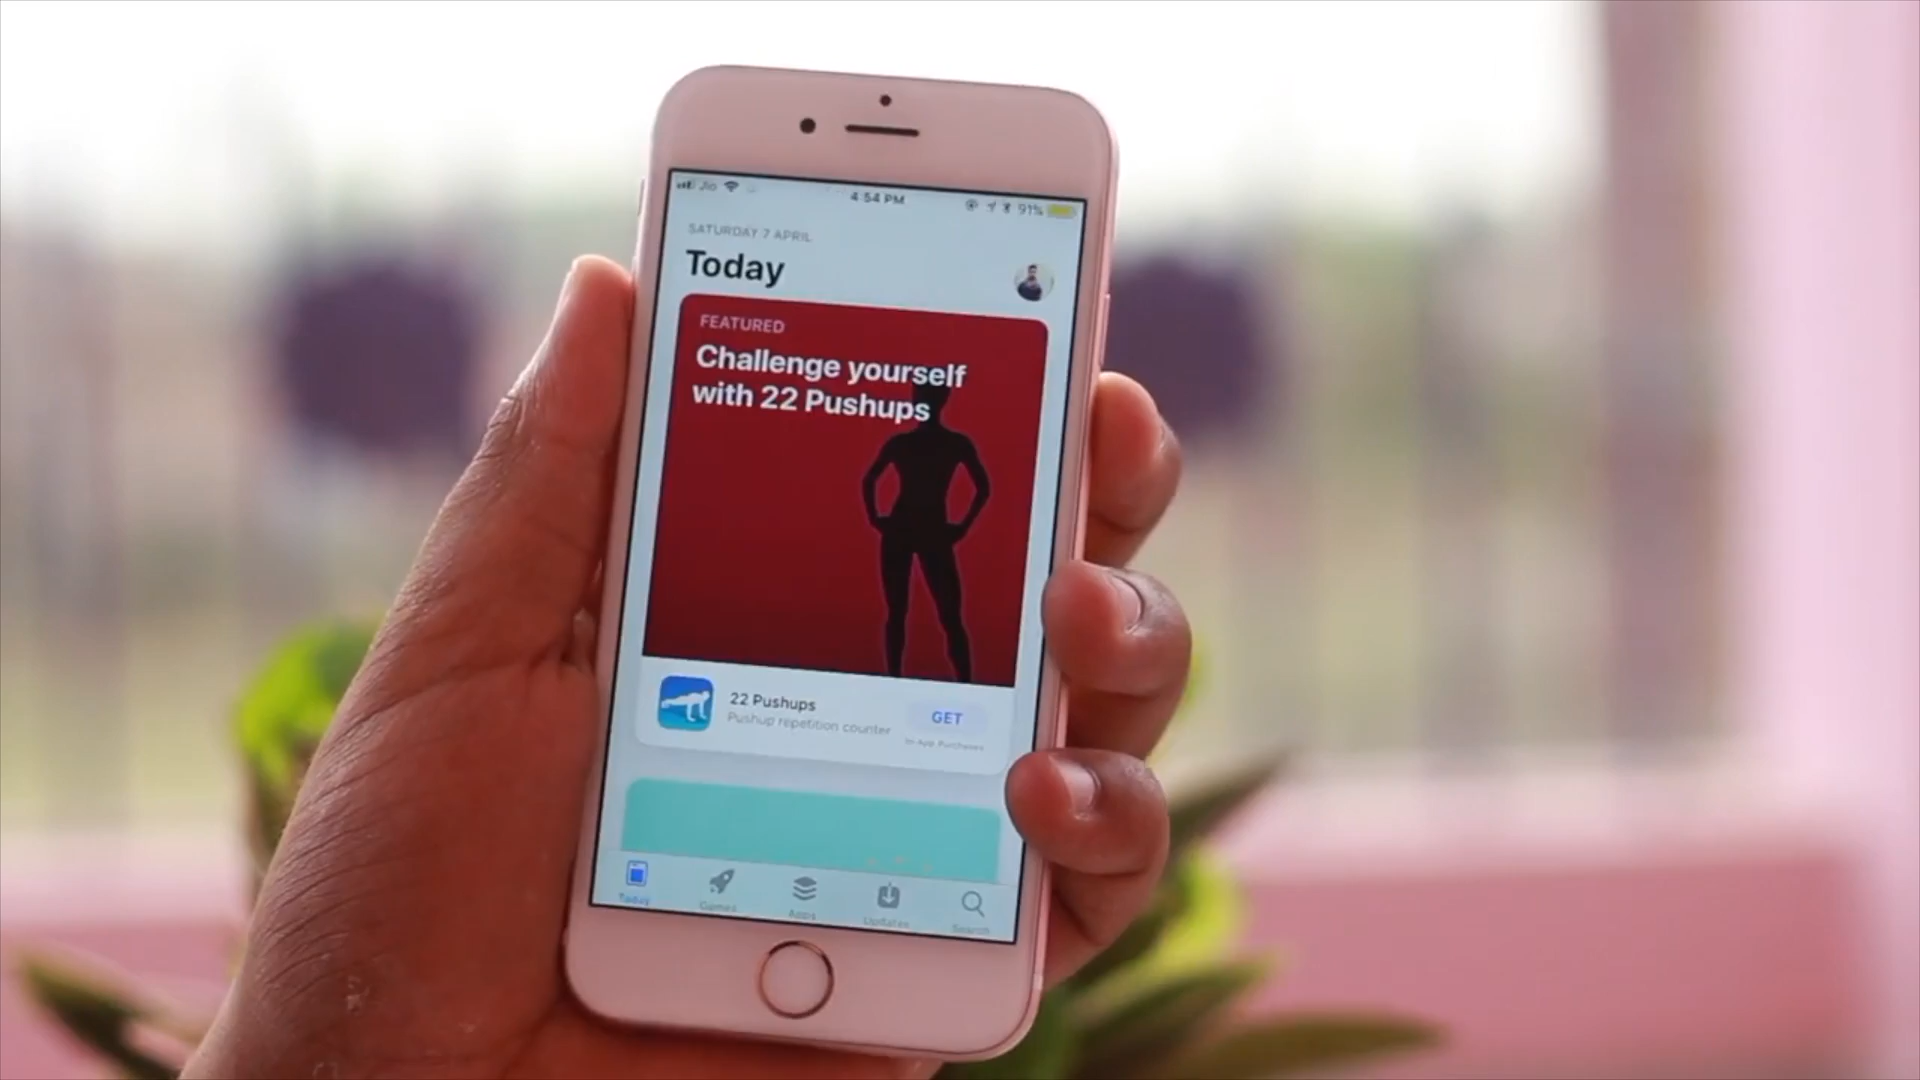 Jio 4:54 PM 91%
SATURDAY 7 APRIL
Today
FEATURED
Challenge yourself
with 22 Pushups
22 Pushups
Pushup repetition counter
GET
In-App Purchases
Today Games Apps Updates Search